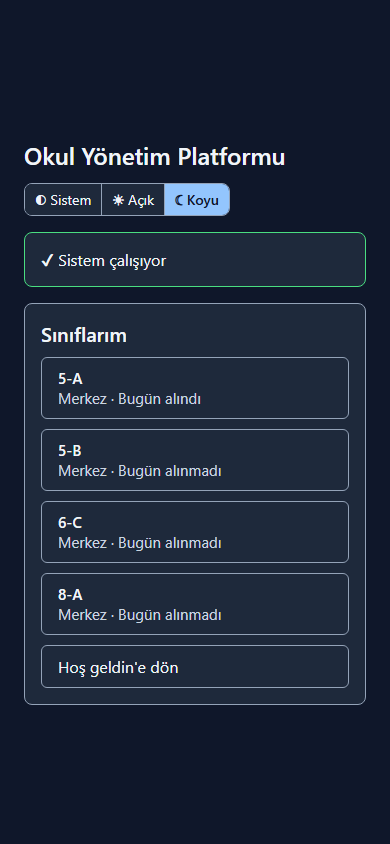 Okul Yönetim Platformu
◐ Sistem ☀ Açık ☾ Koyu
✓ Sistem çalışıyor
Sınıflarım
5-A
Merkez · Bugün alındı
5-B
Merkez · Bugün alınmadı
6-C
Merkez · Bugün alınmadı
8-A
Merkez · Bugün alınmadı
Hoş geldin'e dön